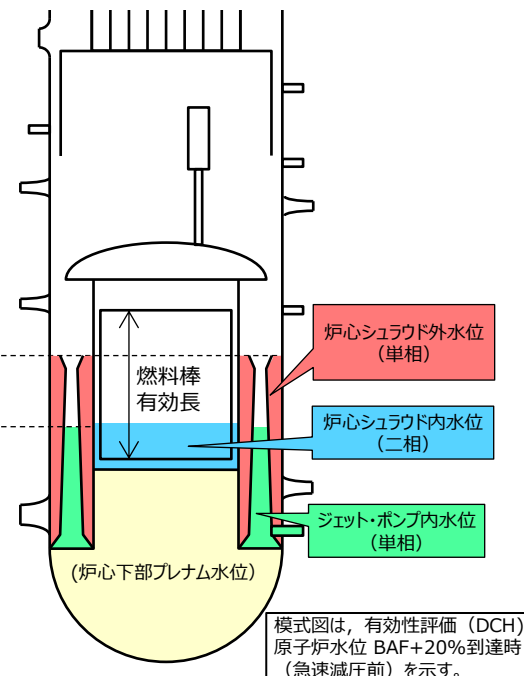 炉心シュラウド外水位
(単相)
燃料棒
有効長
炉心シュラウド内水位
(二相)
ジェット・ポンプ内水位
(単相)
(炉心下部プレナム水位)
模式図は，有効性評価（DCH）
原子炉水位 BAF+20%到達時
（急速減圧前）を示す。